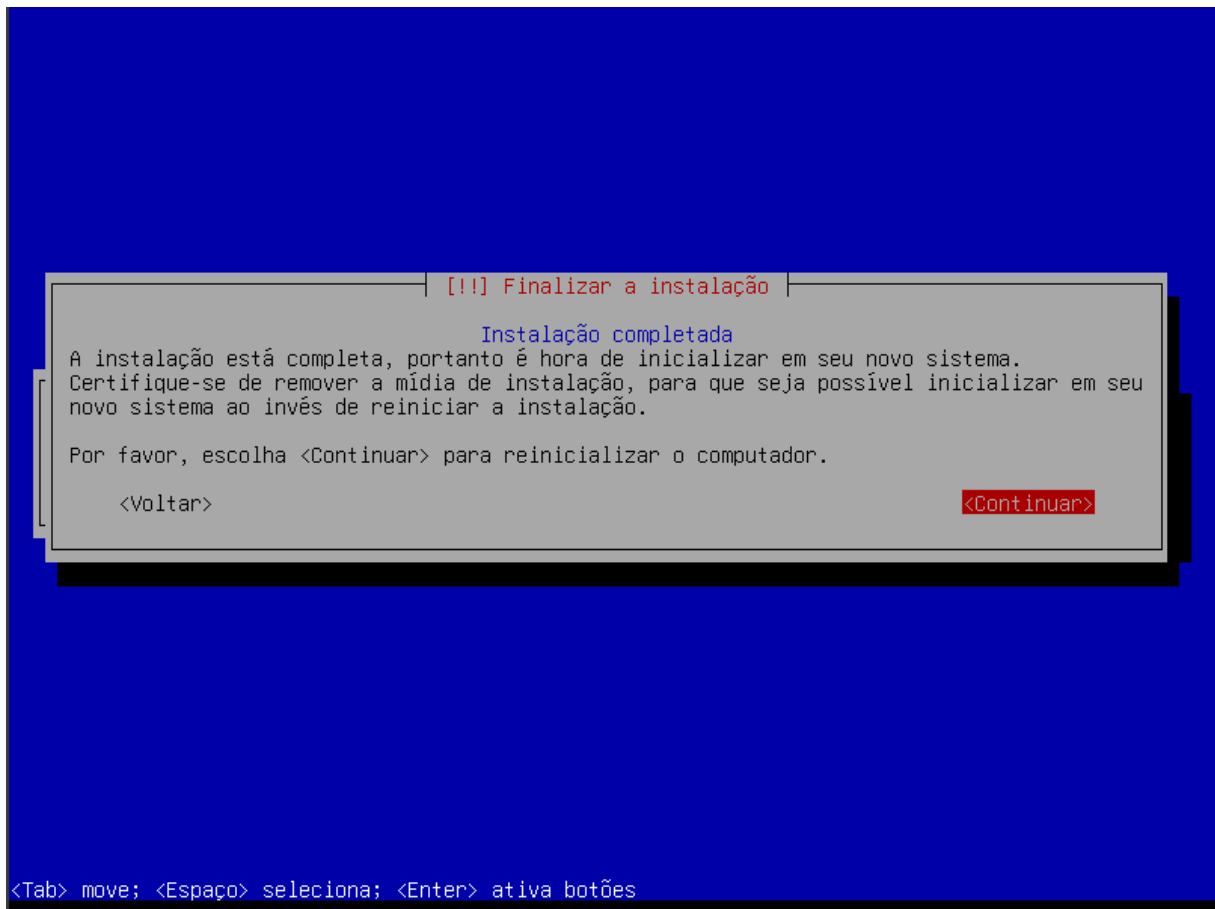 [!!] Finalizar a instalação
Instalação completada
A instalação está completa, portanto é hora de inicializar em seu novo sistema.
Certifique-se de remover a mídia de instalação, para que seja possível inicializar em seu
novo sistema ao invés de reiniciar a instalação.
Por favor, escolha <Continuar> para reinicializar o computador.
<Voltar> <Continuar>
<Tab> move; <Espaço> seleciona; <Enter> ativa botões